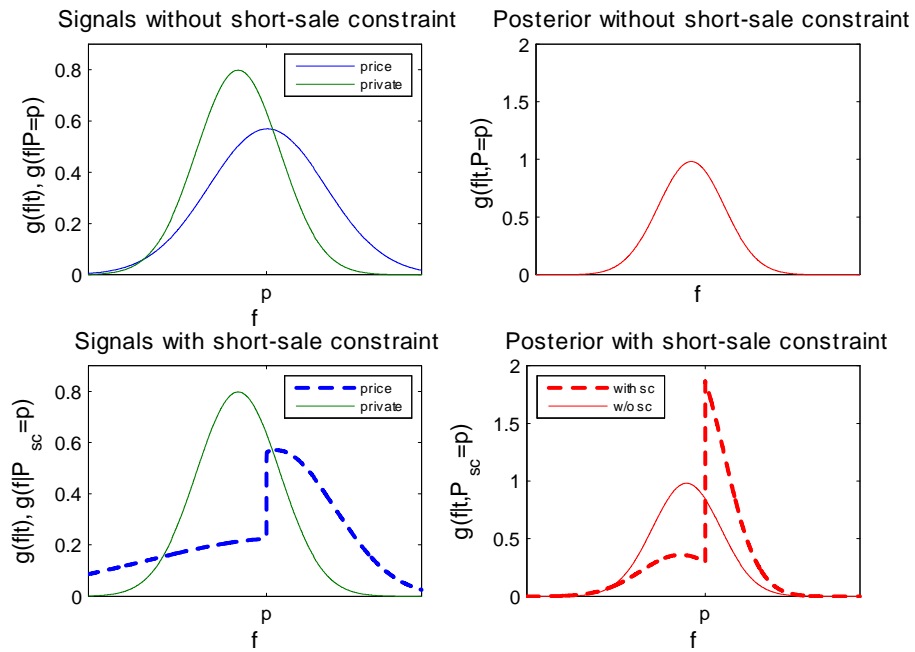 Signals without short-sale constraint
0.8
0.6
0.4
0.2
0
g(f|t), g(f|P=p)
price
private
p
f
Posterior without short-sale constraint
2
1.5
1
0.5
0
g(f|t,P=p)
f
Signals with short-sale constraint
0.8
0.6
0.4
0.2
0
g(f|t), g(f|P_sc=p)
price
private
p
f
Posterior with short-sale constraint
2
1.5
1
0.5
0
g(f|t,P_sc=p)
with sc
w/o sc
p
f